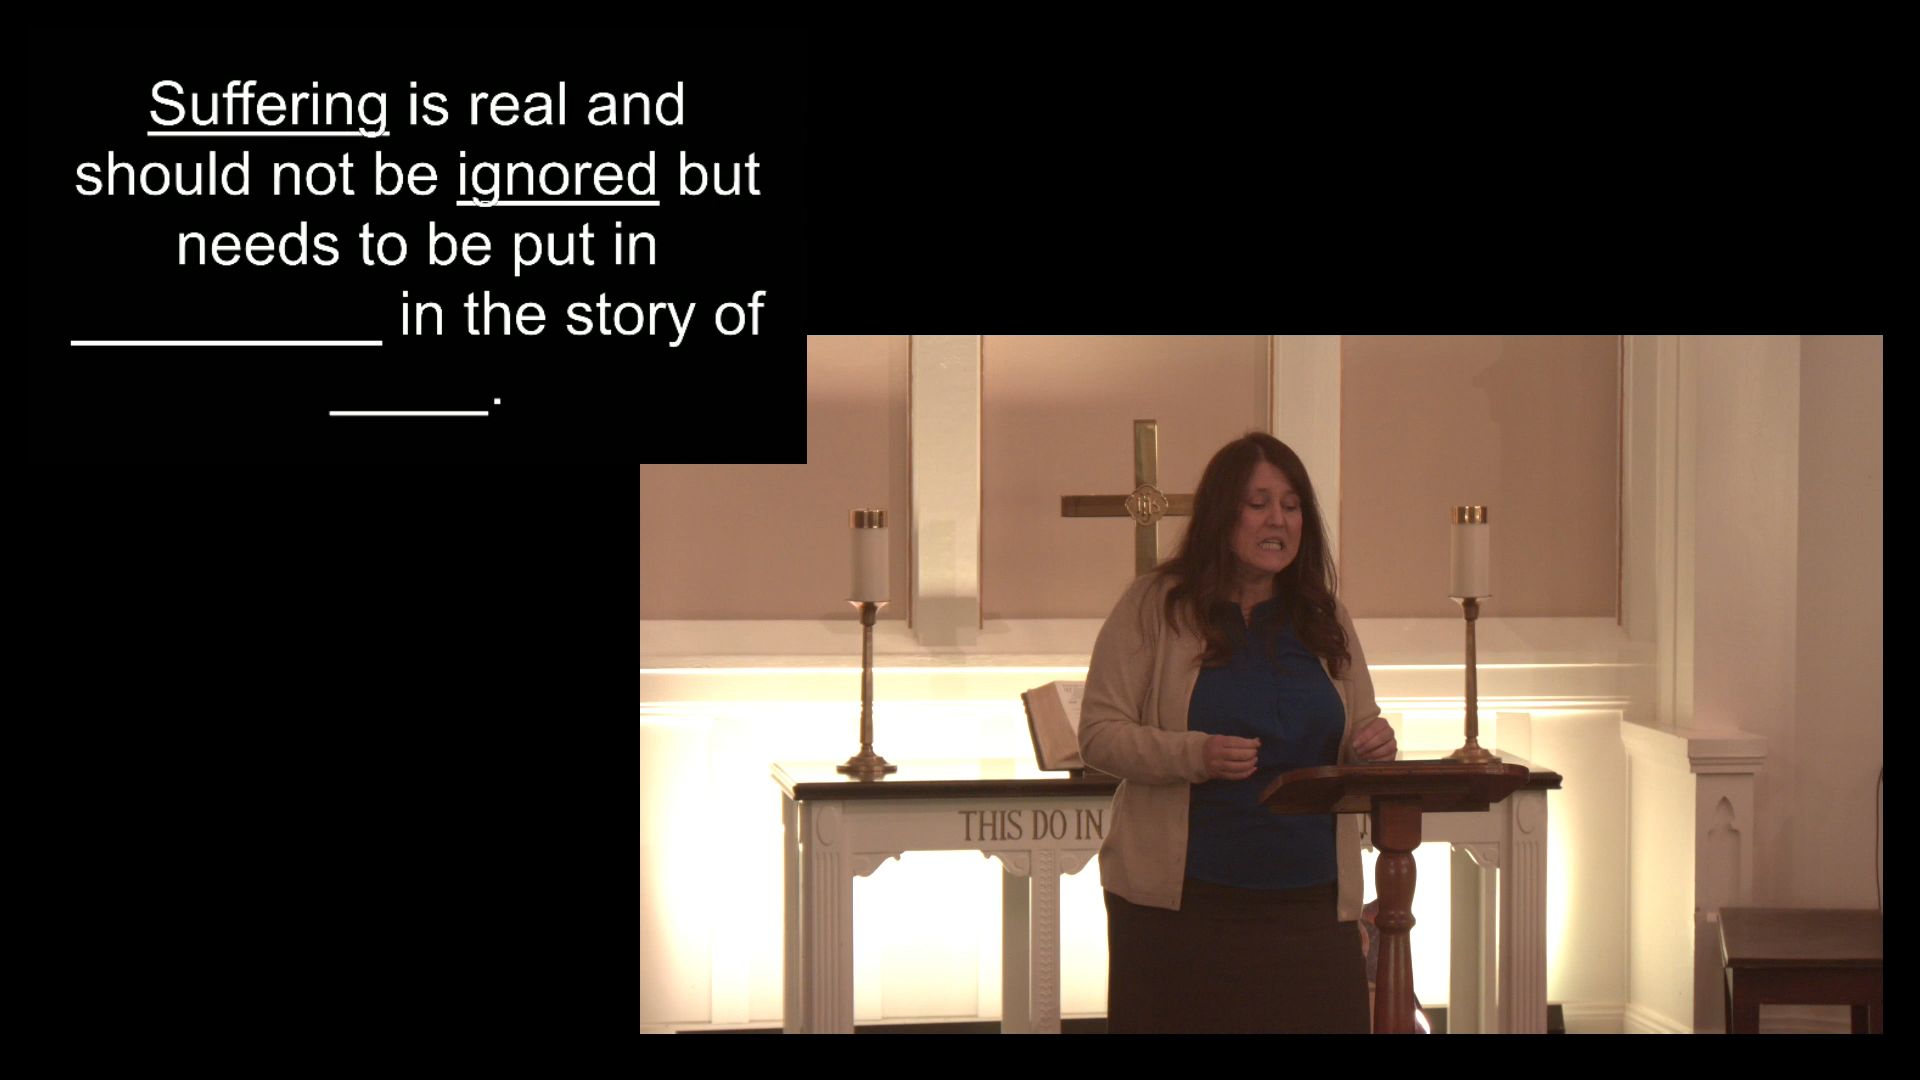 Suffering is real and
should not be ignored but
needs to be put in
__________ in the story of
_____.
IHS
THIS DO IN